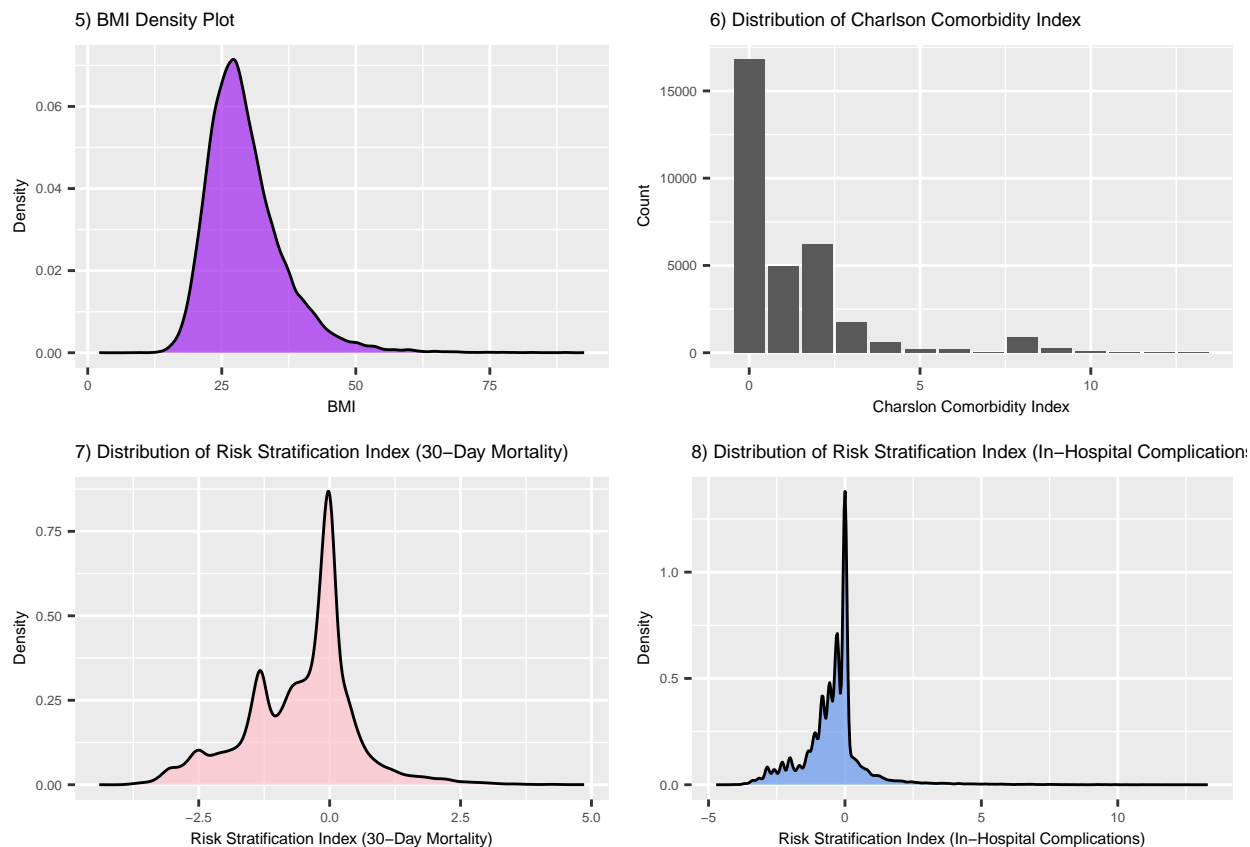 5) BMI Density Plot
0.06
0.04
0.02
0.00
Density
0
25
50
75
BMI
6) Distribution of Charlson Comorbidity Index
15000
10000
5000
0
Count
0
5
10
Charslon Comorbidity Index
7) Distribution of Risk Stratification Index (30−Day Mortality)
0.75
0.50
0.25
0.00
Density
−2.5
0.0
2.5
5.0
Risk Stratification Index (30−Day Mortality)
8) Distribution of Risk Stratification Index (In−Hospital Complications
1.0
0.5
0.0
Density
−5
0
5
10
Risk Stratification Index (In−Hospital Complications)